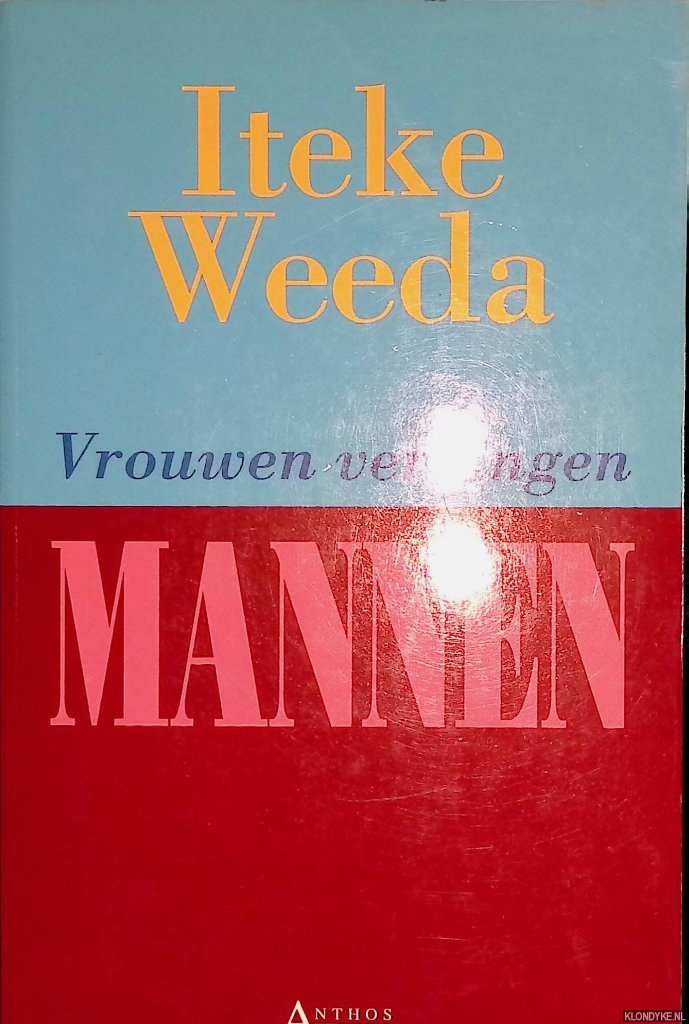 Iteke
Weeda
Vrouwen
MANNEN
ANTHOS
KLONDYKE.NL